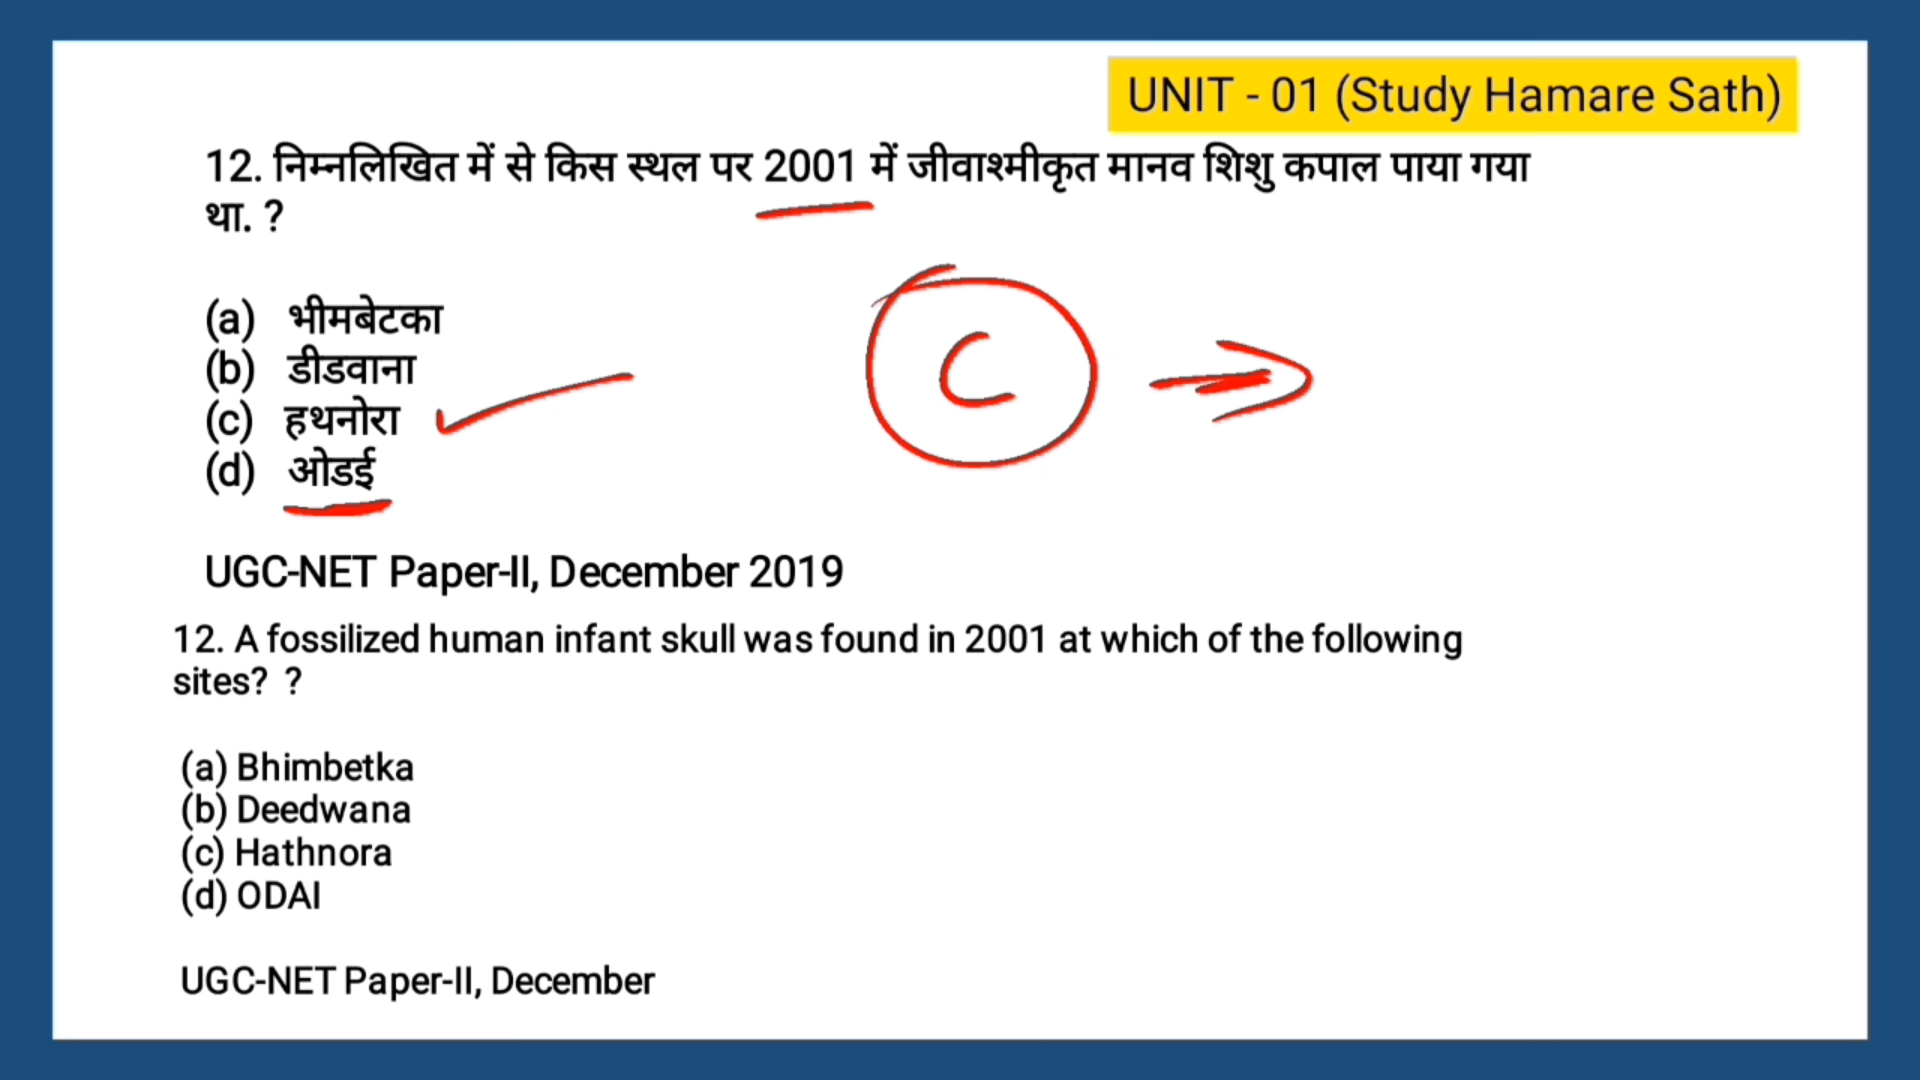 UNIT - 01 (Study Hamare Sath)
12. निम्नलिखित में से किस स्थल पर 2001 में जीवाश्मीकृत मानव शिशु कपाल पाया गया
था. ?
(a) भीमबेटका
(b) डीडवाना
(c) हथनोरा
(d) ओडई
C
UGC-NET Paper-II, December 2019
12. A fossilized human infant skull was found in 2001 at which of the following
sites? ?
(a) Bhimbetka
(b) Deedwana
(c) Hathnora
(d) ODAI
UGC-NET Paper-II, December